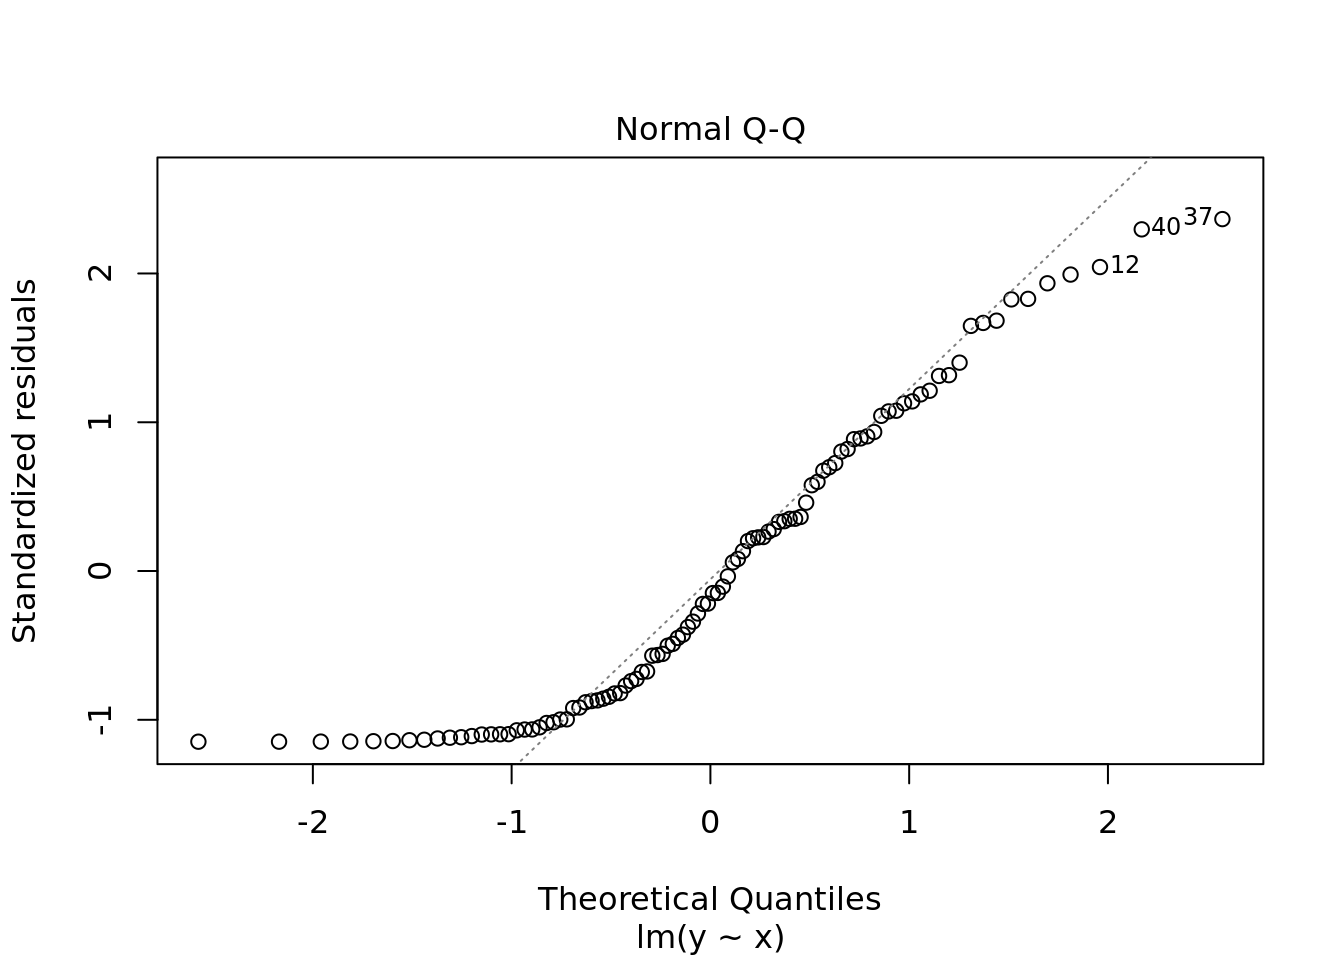 Normal Q-Q
Standardized residuals
2
1
0
-1
40
37
12
-2 -1 0 1 2
Theoretical Quantiles
lm(y ~ x)